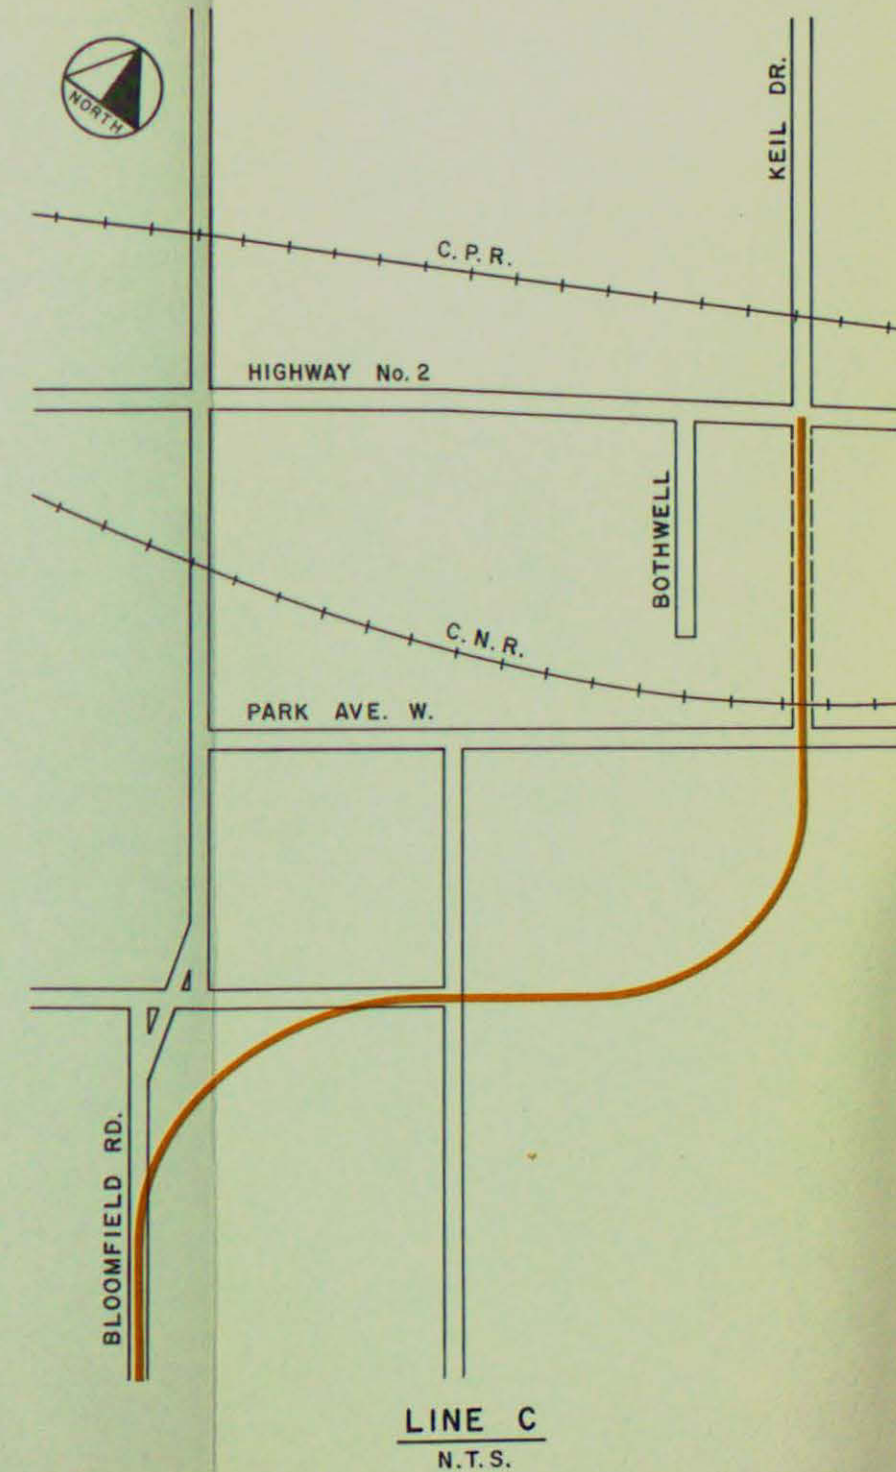 NORTH
KEIL DR.
C.P.R.
HIGHWAY No. 2
BOTHWELL
C.N.R.
PARK AVE. W.
BLOOMFIELD RD.
LINE C
N.T.S.